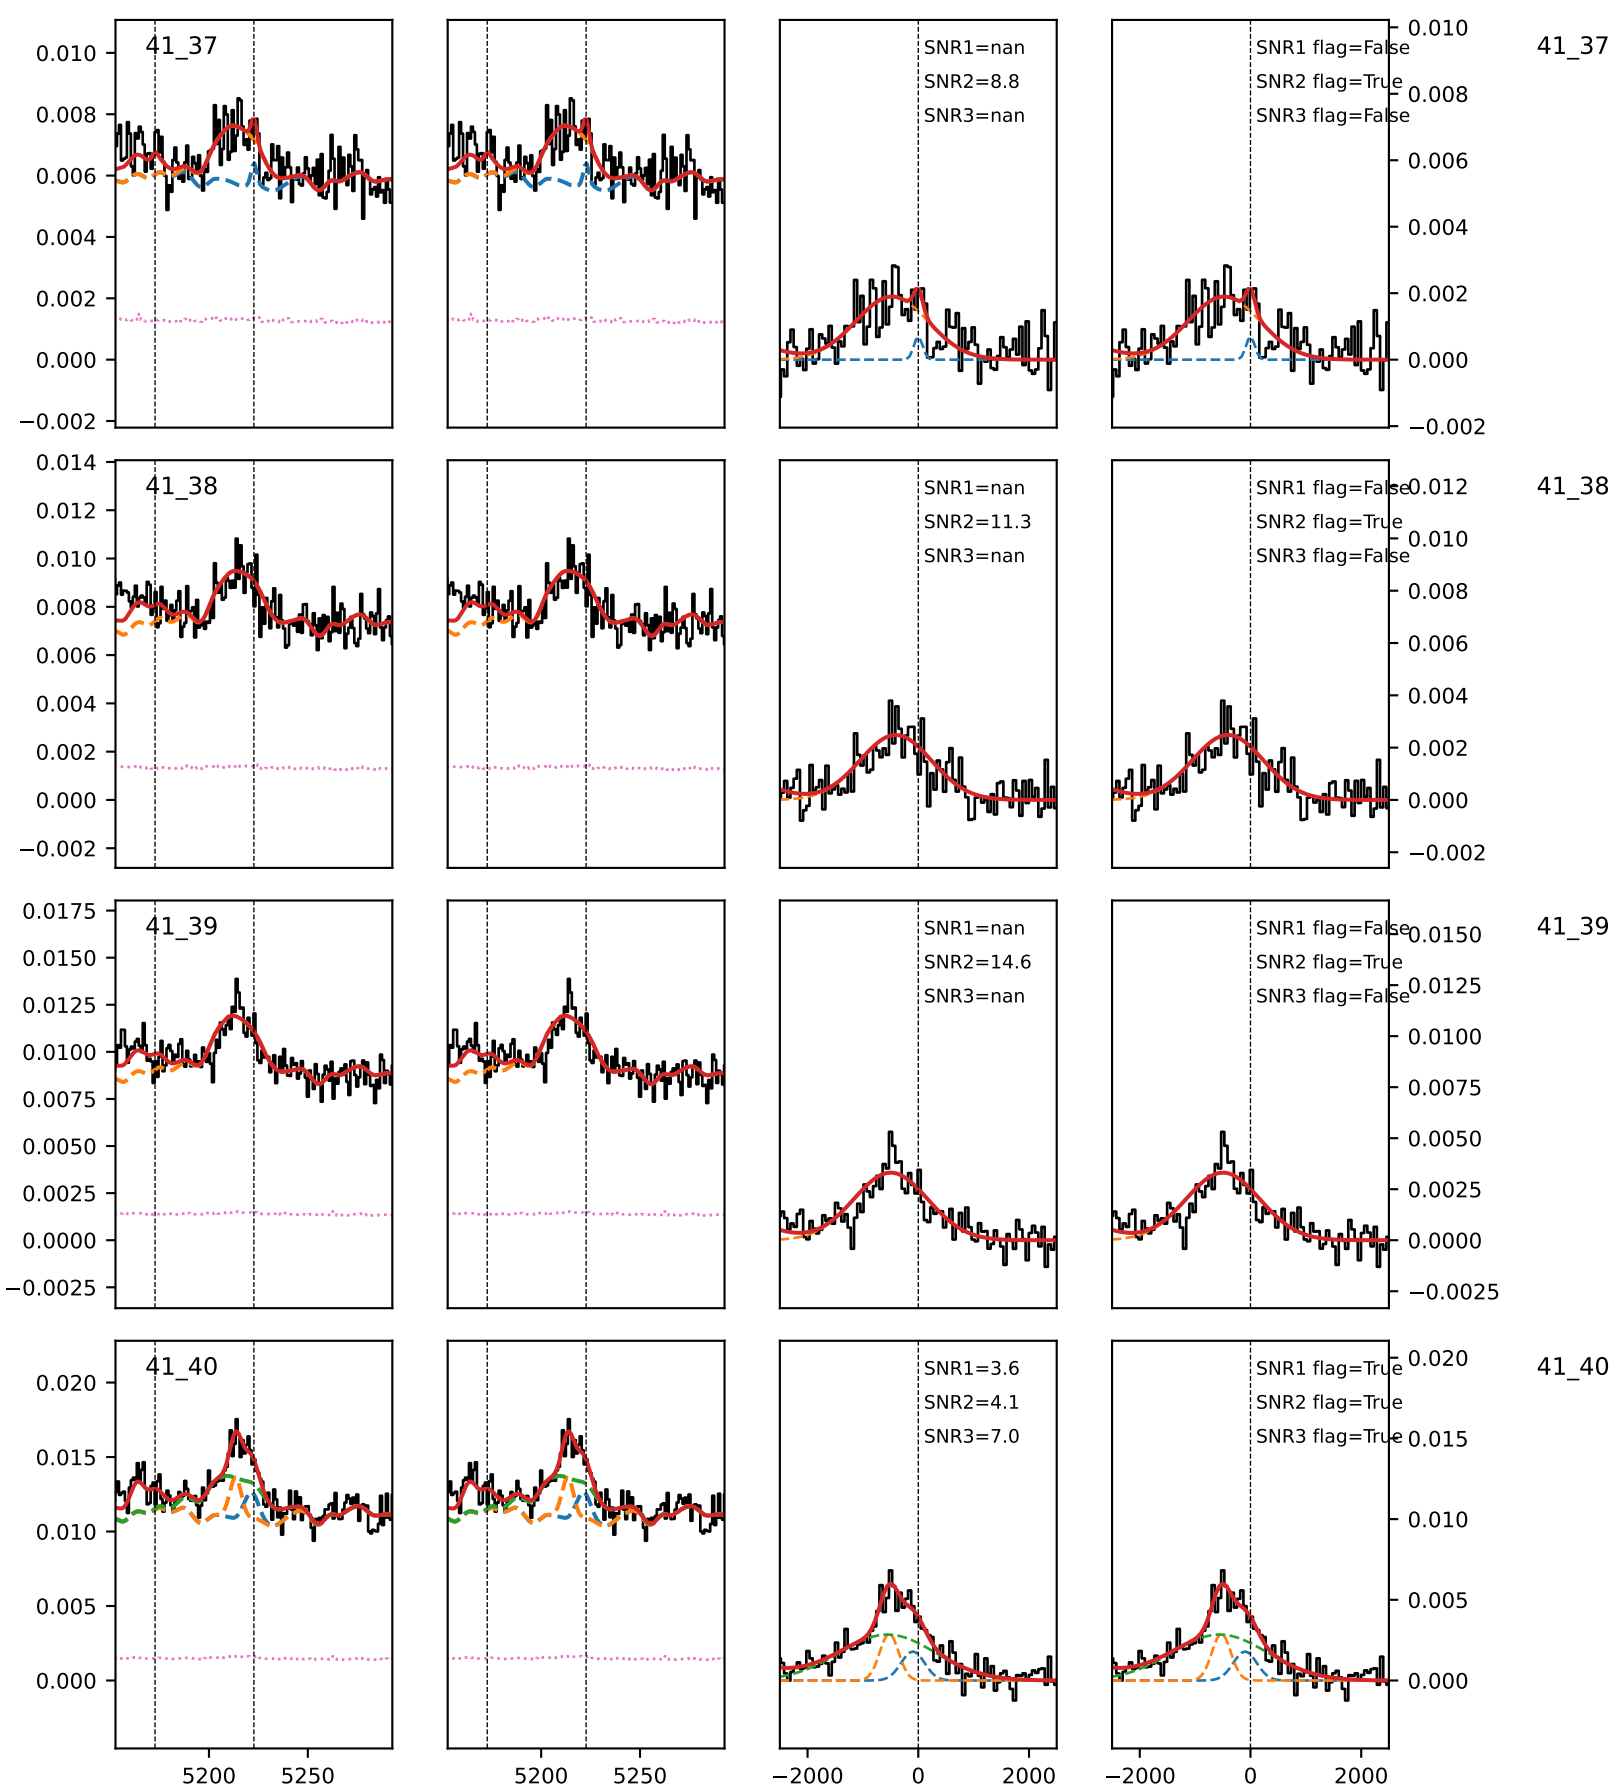 0.010
0.008
0.006
0.004
0.002
0.000
−0.002
41_37
SNR1=nan
SNR2=8.8
SNR3=nan
SNR1 flag=False
SNR2 flag=True
SNR3 flag=False
0.010
0.008
0.006
0.004
0.002
0.000
−0.002
41_37
0.014
0.012
0.010
0.008
0.006
0.004
0.002
0.000
−0.002
41_38
SNR1=nan
SNR2=11.3
SNR3=nan
SNR1 flag=False
SNR2 flag=True
SNR3 flag=False
0.012
0.010
0.008
0.006
0.004
0.002
0.000
−0.002
41_38
0.0175
0.0150
0.0125
0.0100
0.0075
0.0050
0.0025
0.0000
−0.0025
41_39
SNR1=nan
SNR2=14.6
SNR3=nan
SNR1 flag=False
SNR2 flag=True
SNR3 flag=False
0.0150
0.0125
0.0100
0.0075
0.0050
0.0025
0.0000
−0.0025
41_39
0.020
0.015
0.010
0.005
0.000
41_40
SNR1=3.6
SNR2=4.1
SNR3=7.0
SNR1 flag=True
SNR2 flag=True
SNR3 flag=True
0.020
0.015
0.010
0.005
0.000
41_40
5200 5250
5200 5250
−2000 0 2000
−2000 0 2000